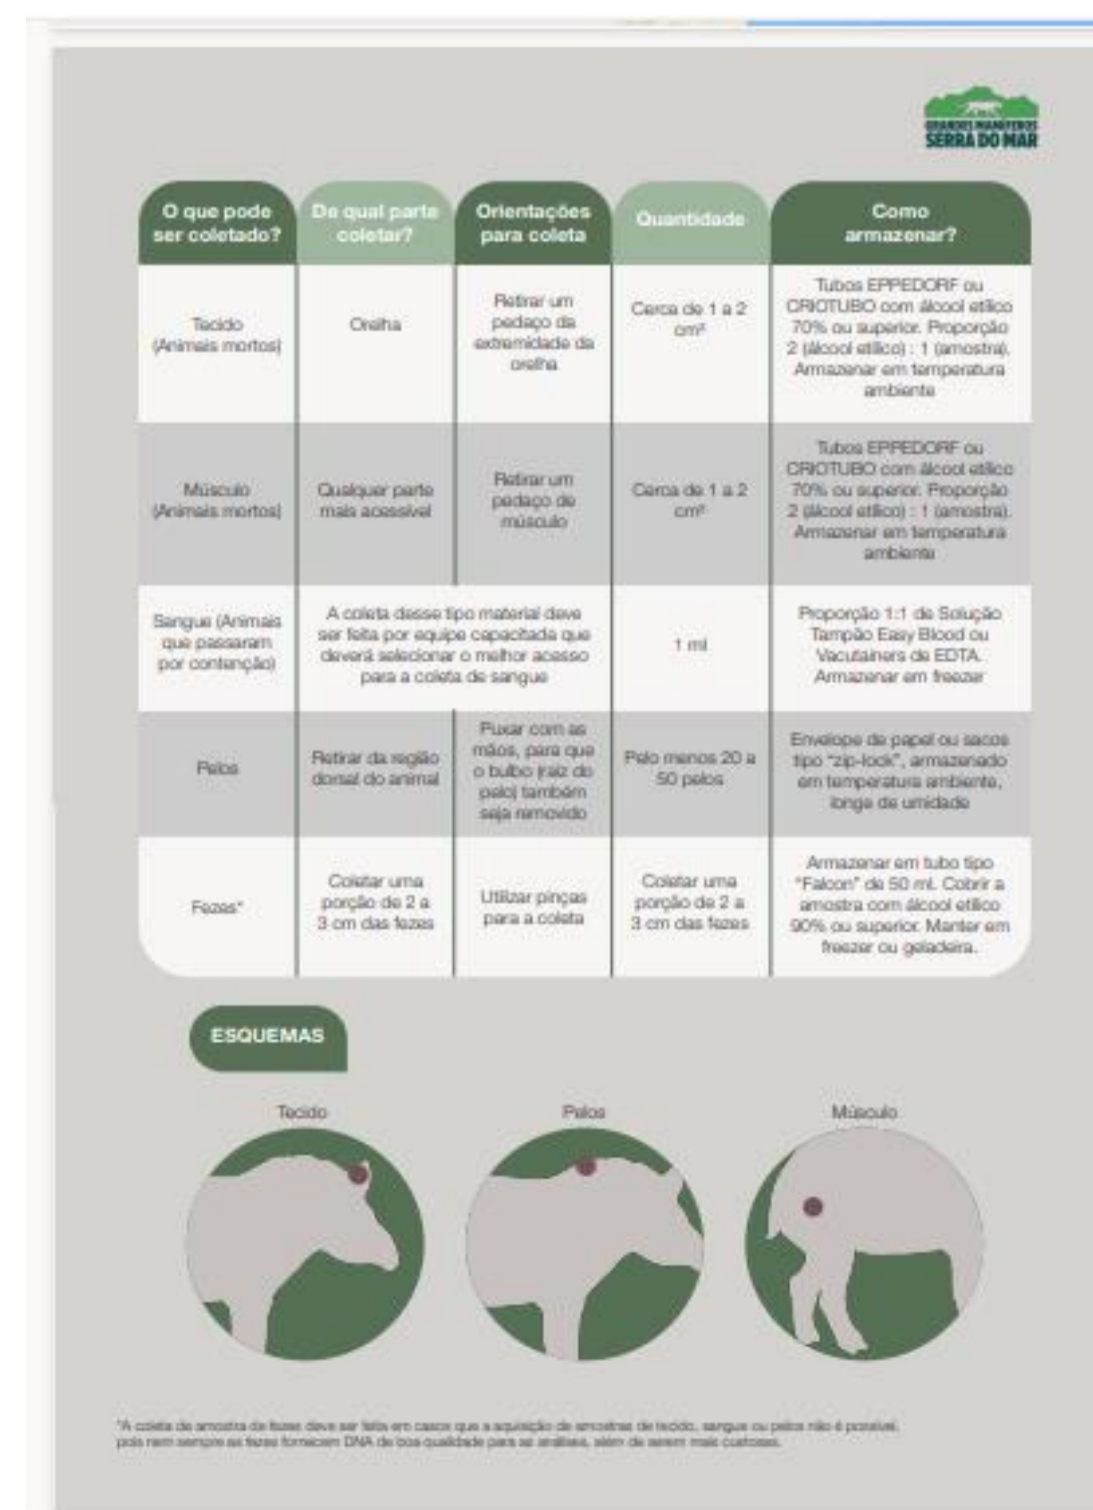 GRANDES MAMÍFEROS
SERRA DO MAR
O que pode
ser coletado?
De qual parte
coletar?
Orientações
para coleta
Quantidade
Como
armazenar?
Tecido
(Animais mortos)
Orelha
Retirar um
pedaço da
extremidade da
orelha
Cerca de 1 a 2
cm²
Tubos EPPEDORF ou
CRIOTUBO com álcool etílico
70% ou superior. Proporção
2 (álcool etílico) : 1 (amostra).
Armazenar em temperatura
ambiente
Músculo
(Animais mortos)
Qualquer parte
mais acessível
Retirar um
pedaço de
músculo
Cerca de 1 a 2
cm²
Tubos EPPEDORF ou
CRIOTUBO com álcool etílico
70% ou superior. Proporção
2 (álcool etílico) : 1 (amostra).
Armazenar em temperatura
ambiente
Sangue (Animais
que passaram
por contenção)
A coleta desse tipo material deve
ser feita por equipe capacitada que
deverá selecionar o melhor acesso
para a coleta de sangue
1 ml
Proporção 1:1 de Solução
Tampão Easy Blood ou
Vacutainers de EDTA.
Armazenar em freezer
Pelos
Retirar da região
dorsal do animal
Puxar com as
mãos, para que
o bulbo (raiz do
pelo) também
seja removido
Pelo menos 20 a
50 pelos
Envelope de papel ou sacos
tipo "zip-lock", armazenado
em temperatura ambiente,
longe de umidade
Fezes*
Coletar uma
porção de 2 a
3 cm das fezes
Utilizar pinças
para a coleta
Coletar uma
porção de 2 a
3 cm das fezes
Armazenar em tubo tipo
"Falcon" de 50 ml. Cobrir a
amostra com álcool etílico
90% ou superior. Manter em
freezer ou geladeira.
ESQUEMAS
Tecido
Pelos
Músculo
*A coleta de amostra de fezes deve ser feita em casos que a aquisição de amostras de tecido, sangue ou pelos não é possível,
pois nem sempre as fezes fornecem DNA de boa qualidade para as análises, além de serem mais custosas.